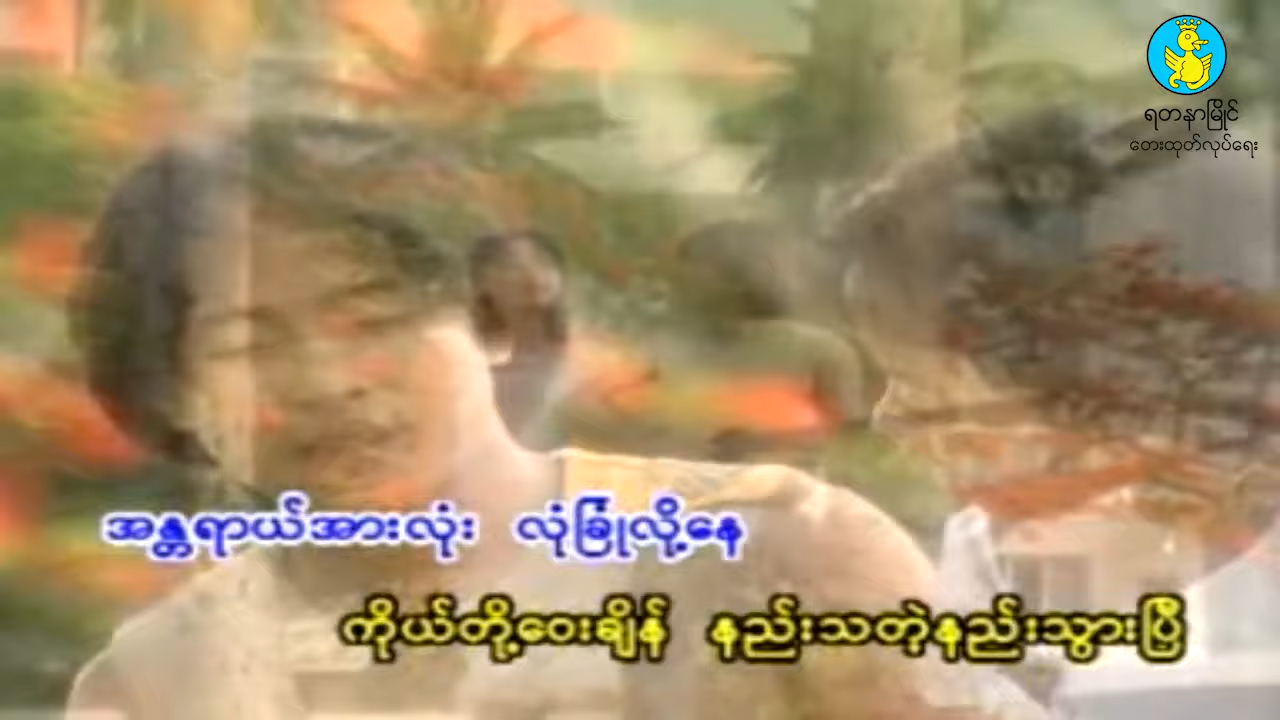 ရတနာမြိုင်
တေးထုတ်လုပ်ရေး
အန္တရာယ်အားလုံး လုံခြုံလို့နေ
ကိုယ်တို့ဝေးချိန် နည်းသတဲ့နည်းသွားပြီ